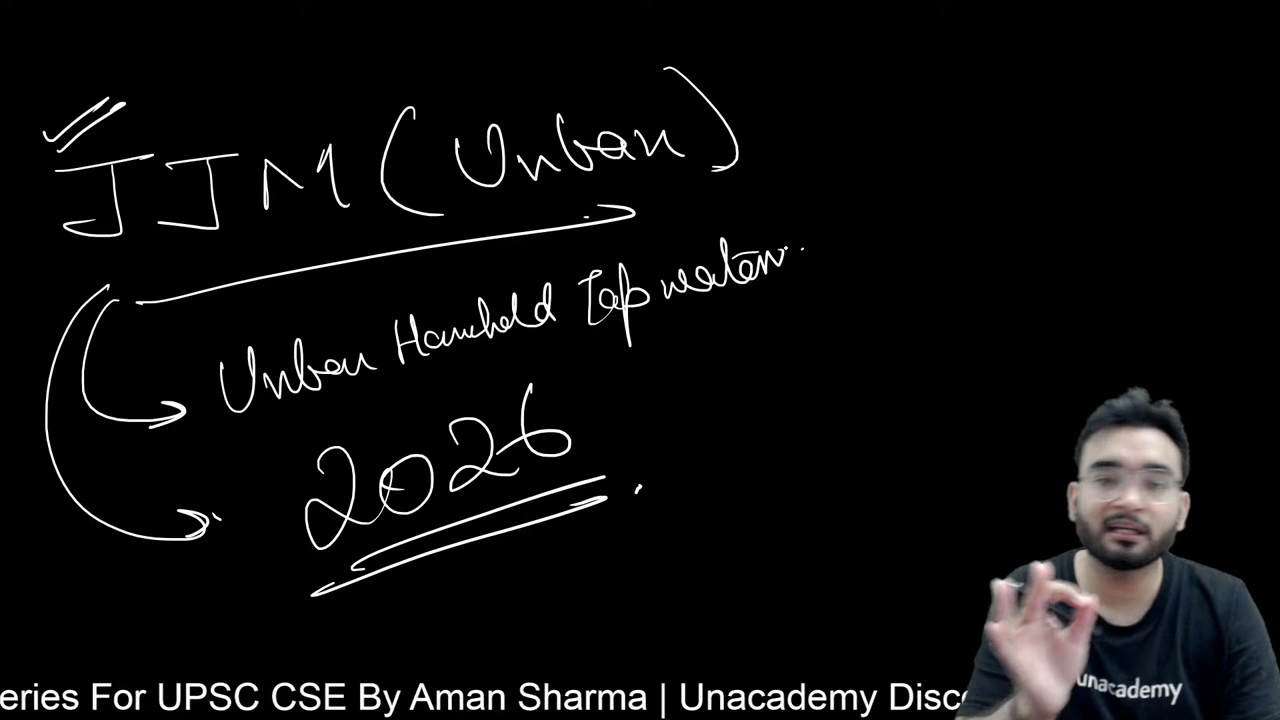 JJM (Urban)
Urban Household Tap water..
2026
unacademy
eries For UPSC CSE By Aman Sharma | Unacademy Disc